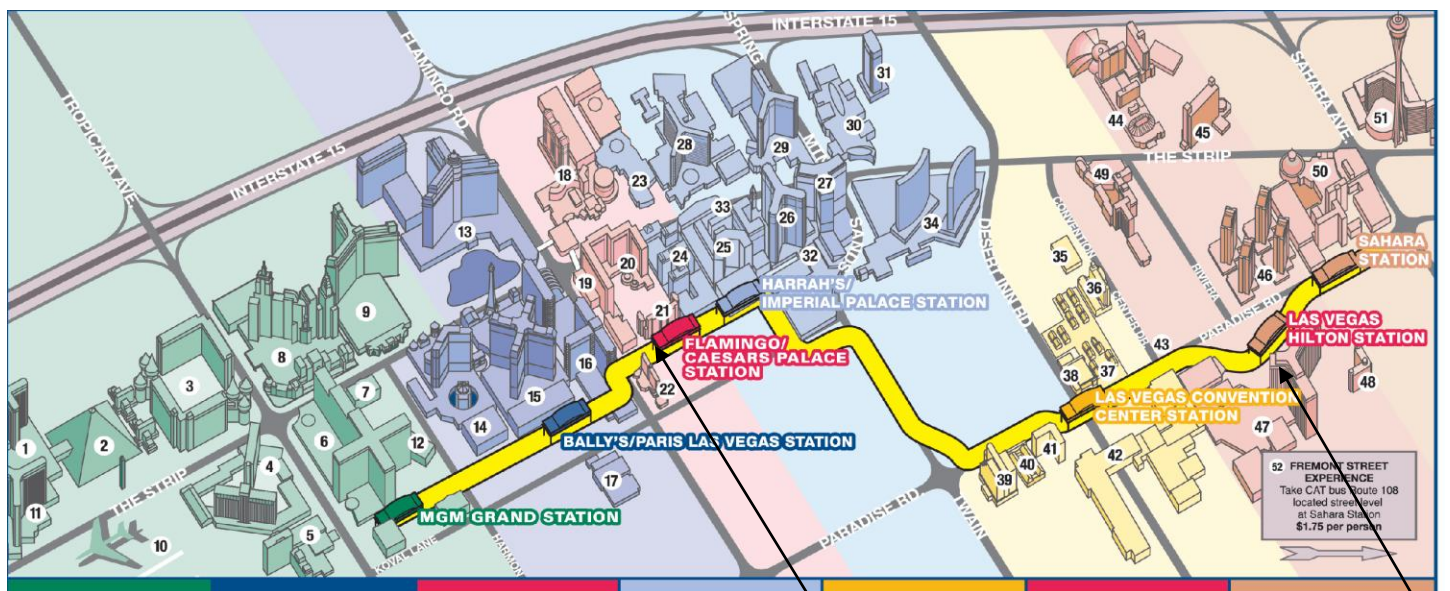 INTERSTATE 15
INTERSTATE 15
TROPICANA AVE
FLAMINGO RD
SPRING
MTN
SAHARA AVE
THE STRIP
THE STRIP
SANDS
DESERT INN RD
CONVENTION
CENTER DR
RIVIERA
PARADISE RD
PARADISE RD
KOVAL LANE
HARMON
SAHARA
STATION
LAS VEGAS
HILTON STATION
LAS VEGAS CONVENTION
CENTER STATION
HARRAH'S/
IMPERIAL PALACE STATION
FLAMINGO/
CAESARS PALACE
STATION
BALLY'S/PARIS LAS VEGAS STATION
MGM GRAND STATION
1
2
3
4
5
6
7
8
9
10
11
12
13
14
15
16
17
18
19
20
21
22
23
24
25
26
27
28
29
30
31
32
33
34
35
36
37
38
39
40
41
42
43
44
45
46
47
48
49
50
51
52 FREMONT STREET
EXPERIENCE
Take CAT bus Route 108
located street level
at Sahara Station
$1.75 per person